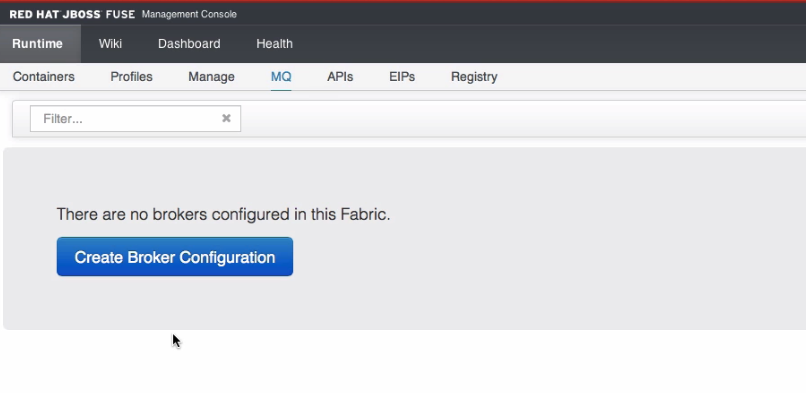 RED HAT JBOSS FUSE Management Console
Runtime Wiki Dashboard Health
Containers Profiles Manage MQ APIs EIPs Registry
Filter...
There are no brokers configured in this Fabric.
Create Broker Configuration